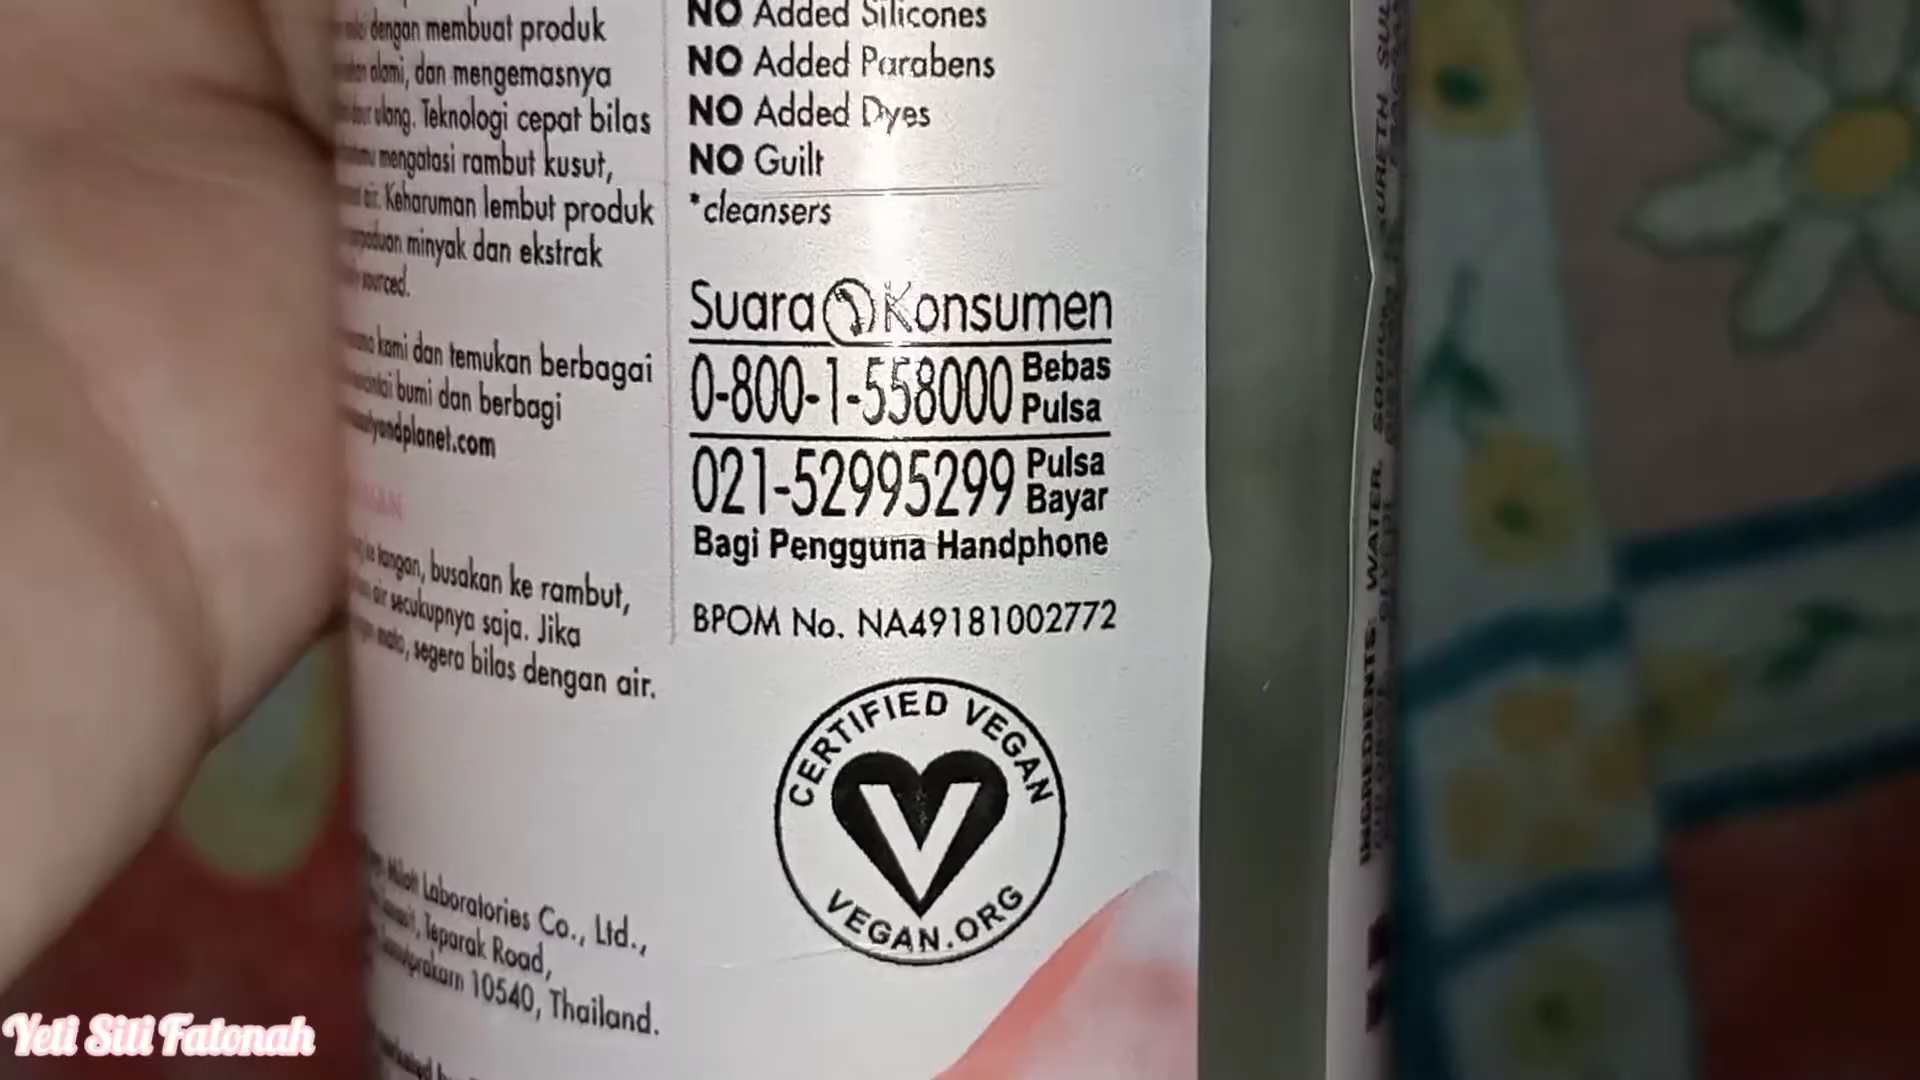 dengan membuat produk
alami, dan mengemasnya
ulang. Teknologi cepat bilas
mengatasi rambut kusut,
air. Keharuman lembut produk
minyak dan ekstrak
sourced.
kami dan temukan berbagai
bumi dan berbagi
tangan, busakan ke rambut,
air secukupnya saja. Jika
segera bilas dengan air.
Laboratories Co., Ltd.,
Teparak Road,
10540, Thailand.
NO Added Silicones
NO Added Parabens
NO Added Dyes
NO Guilt
*cleansers
Suara Konsumen
0-800-1-558000 Bebas Pulsa
021-52995299 Pulsa Bayar
Bagi Pengguna Handphone
BPOM No. NA49181002772
CERTIFIED VEGAN
V
VEGAN.ORG
INGREDIENTS: WATER,
Yeti Siti Fatonah